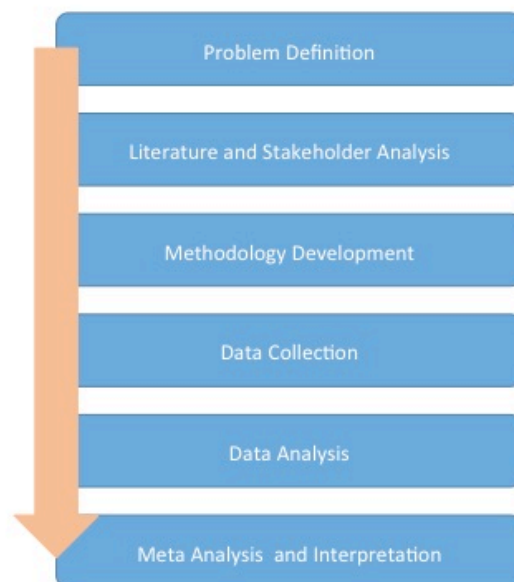 Problem Definition
Literature and Stakeholder Analysis
Methodology Development
Data Collection
Data Analysis
Meta Analysis and Interpretation